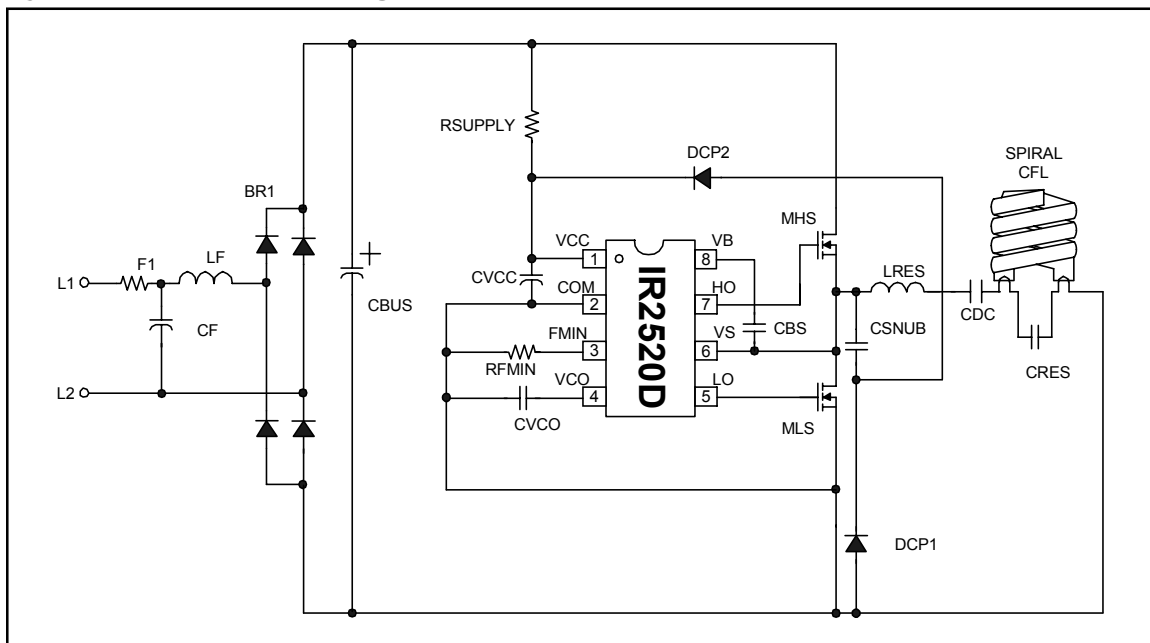 RSUPPLY
DCP2
SPIRAL
CFL
BR1
MHS
F1
LF
VCC
VB
LRES
L1
1
8
CVCC
COM
HO
CBUS
2
7
CDC
CF
CBS
CSNUB
FMIN
VS
3
6
CRES
RFMIN
VCO
LO
L2
4
5
CVCO
MLS
IR2520D
DCP1